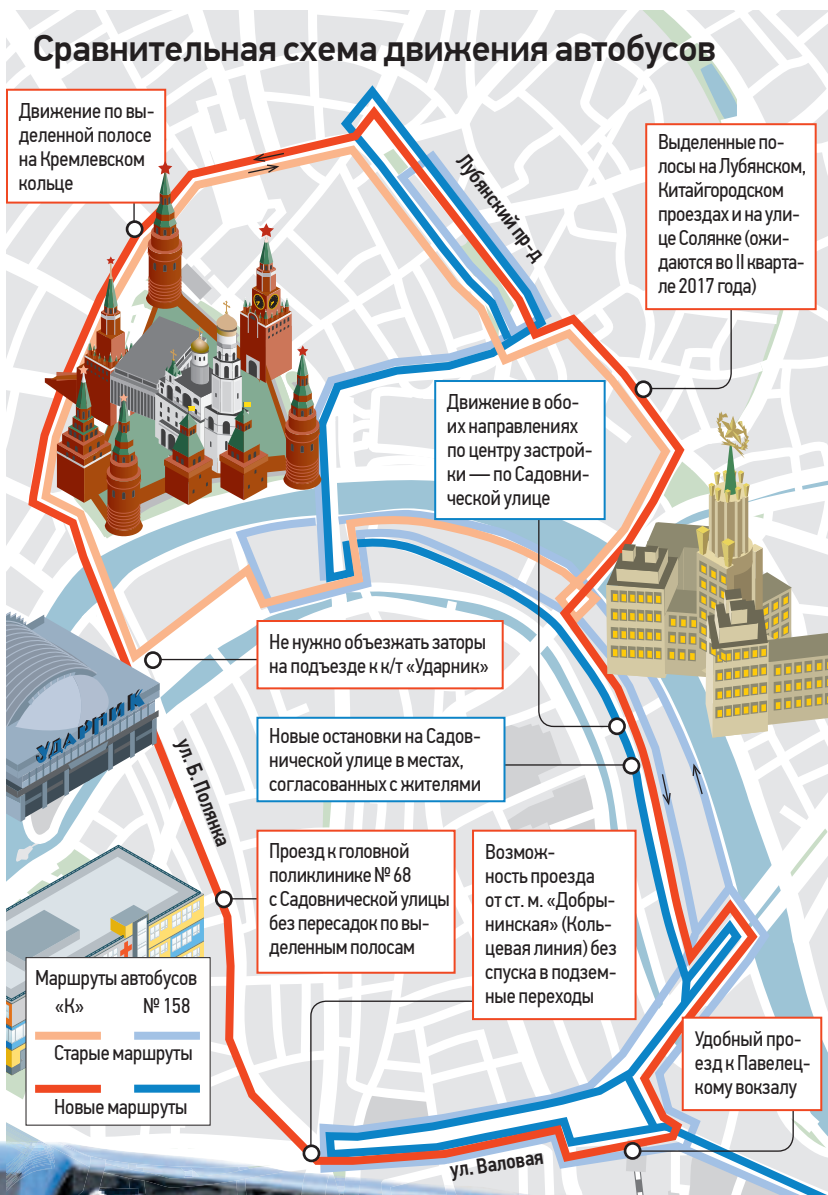 Сравнительная схема движения автобусов
Движение по вы-
деленной полосе
на Кремлевском
кольце
Лубянский пр-д
Выделенные по-
лосы на Лубянском,
Китайгородском
проездах и на ули-
це Солянке (ожи-
даются во II кварта-
ле 2017 года)
Движение в обо-
их направлениях
по центру застрой-
ки — по Садовни-
ческой улице
Не нужно объезжать заторы
на подъезде к к/т «Ударник»
УДАРНИК
ул. Б. Полянка
Новые остановки на Садов-
нической улице в местах,
согласованных с жителями
Проезд к головной
поликлинике № 68
с Садовнической улицы
без пересадок по вы-
деленным полосам
Возмож-
ность проезда
от ст. м. «Добры-
нинская» (Коль-
цевая линия) без
спуска в подзем-
ные переходы
Маршруты автобусов
«К» № 158
Старые маршруты
Новые маршруты
Удобный про-
езд к Павелец-
кому вокзалу
ул. Валовая